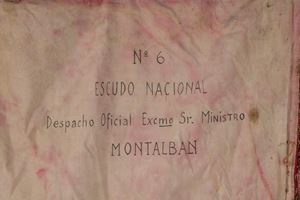 Nº 6
ESCUDO NACIONAL
Despacho Oficial Excmo Sr. Ministro
MONTALBAN